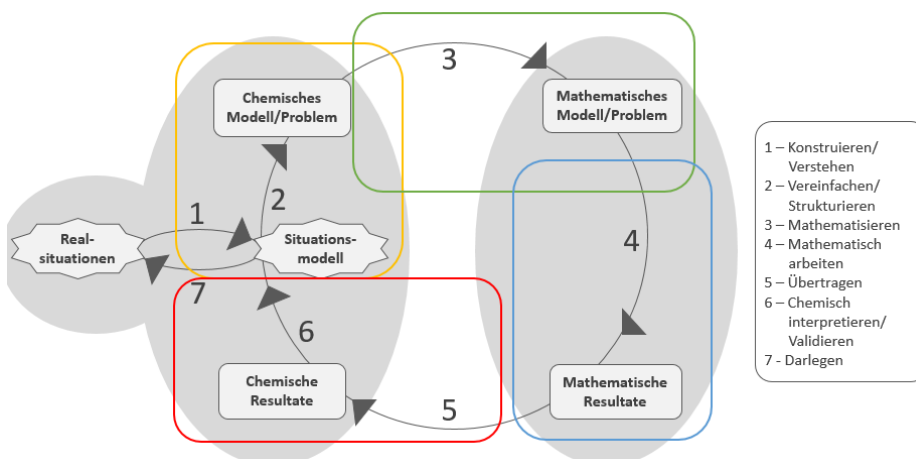 3
Chemisches
Modell/Problem
Mathematisches
Modell/Problem
1 – Konstruieren/
Verstehen
2 – Vereinfachen/
Strukturieren
3 – Mathematisieren
4 – Mathematisch
arbeiten
5 – Übertragen
6 – Chemisch
interpretieren/
Validieren
7 - Darlegen
2
1
Real-
situationen
Situations-
modell
4
7
6
Chemische
Resultate
5
Mathematische
Resultate